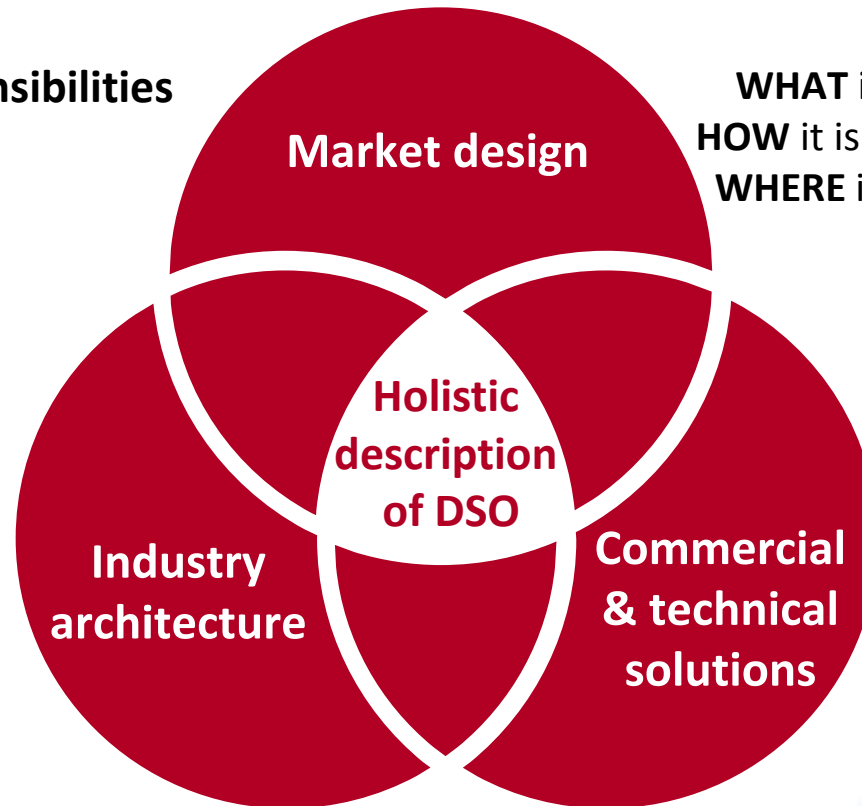 nsibilities
WHAT i
HOW it is
WHERE i
Market design
Holistic
description
of DSO
Industry
architecture
Commercial
& technical
solutions